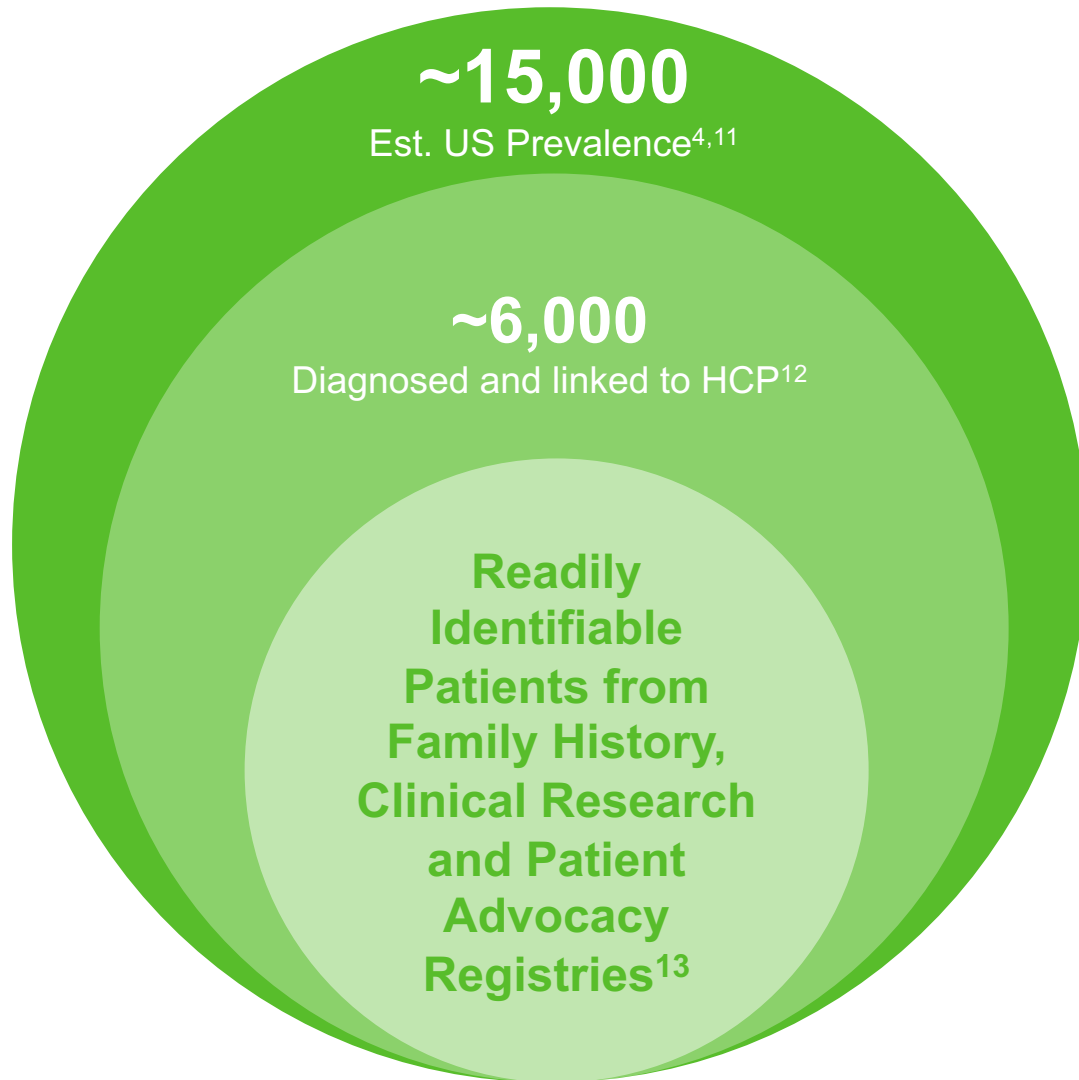 ~15,000
Est. US Prevalence⁴,¹¹
~6,000
Diagnosed and linked to HCP¹²
Readily
Identifiable
Patients from
Family History,
Clinical Research
and Patient
Advocacy
Registries¹³